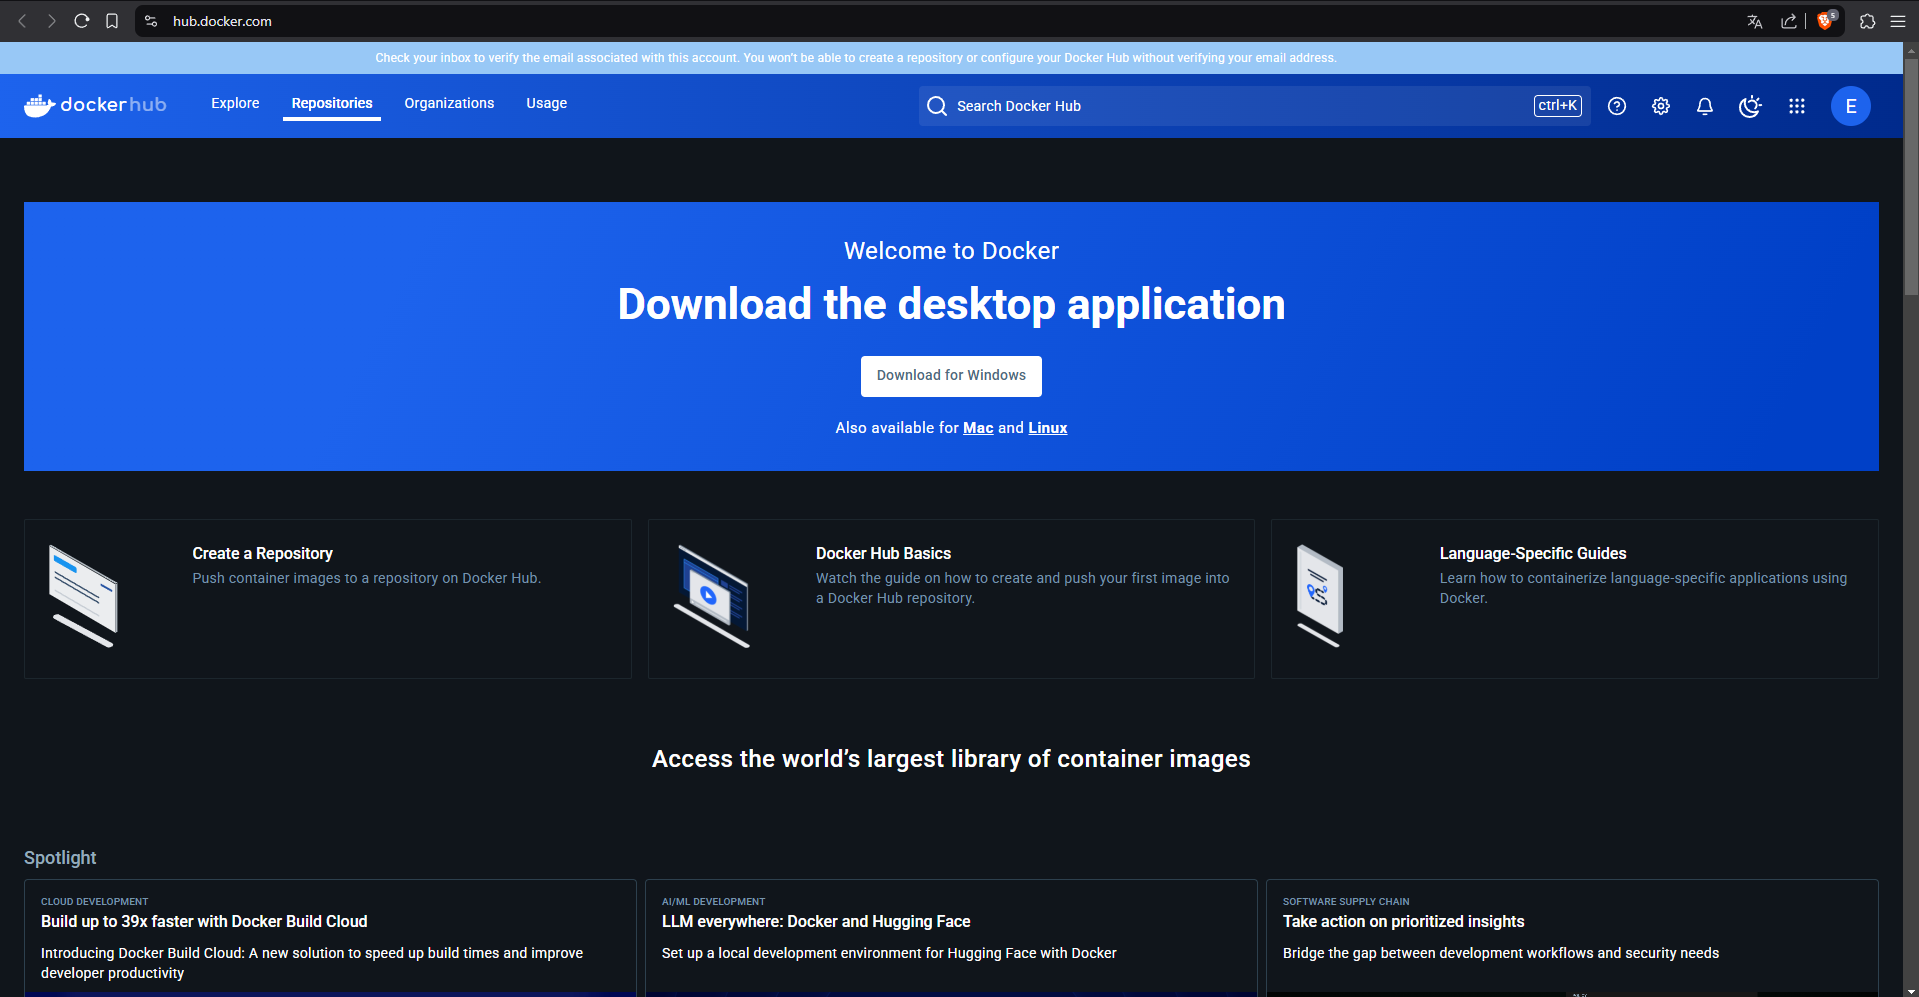 hub.docker.com
5
Check your inbox to verify the email associated with this account. You won't be able to create a repository or configure your Docker Hub without verifying your email address.
dockerhub
Explore
Repositories
Organizations
Usage
Search Docker Hub
ctrl+K
E
Welcome to Docker
Download the desktop application
Download for Windows
Also available for Mac and Linux
Create a Repository
Push container images to a repository on Docker Hub.
Docker Hub Basics
Watch the guide on how to create and push your first image into
a Docker Hub repository.
Language-Specific Guides
Learn how to containerize language-specific applications using
Docker.
Access the world’s largest library of container images
Spotlight
CLOUD DEVELOPMENT
Build up to 39x faster with Docker Build Cloud
Introducing Docker Build Cloud: A new solution to speed up build times and improve
developer productivity
AI/ML DEVELOPMENT
LLM everywhere: Docker and Hugging Face
Set up a local development environment for Hugging Face with Docker
SOFTWARE SUPPLY CHAIN
Take action on prioritized insights
Bridge the gap between development workflows and security needs